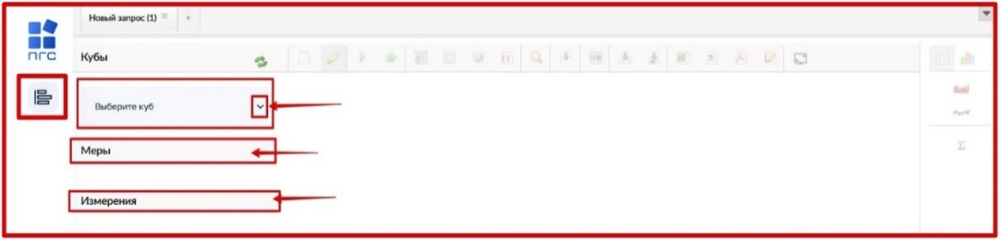 Новый запрос (1)
ПГС
Кубы
Выберите куб
Меры
Измерения
Σ